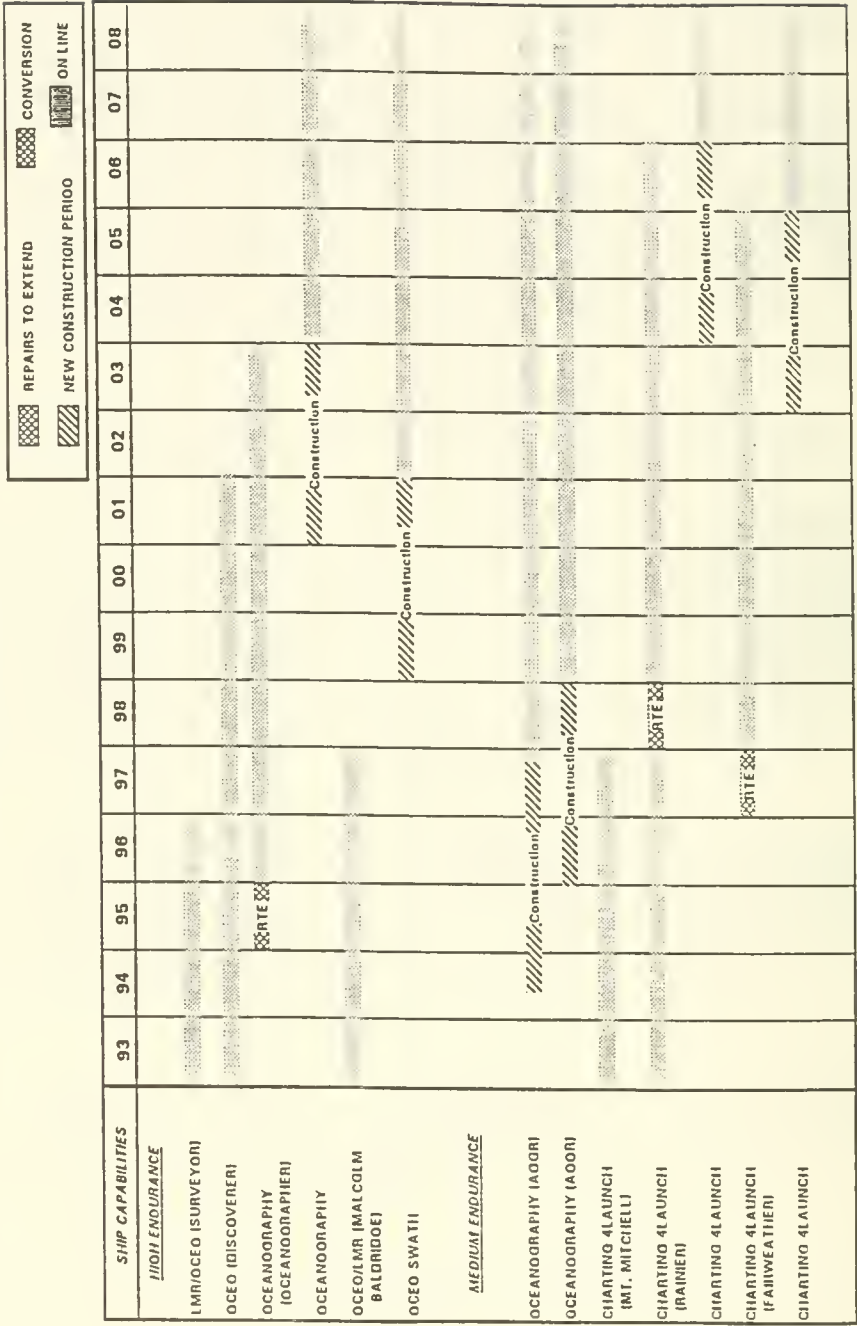 REPAIRS TO EXTEND
CONVERSION
NEW CONSTRUCTION PERIOD
ON LINE
SHIP CAPABILITIES 93 94 95 96 97 98 99 00 01 02 03 04 05 06 07 08
HIGH ENDURANCE
LMR/OCEO (SURVEYOR)
OCEO (DISCOVERER)
OCEANOGRAPHY
(OCEANOGRAPHER)
RTE
OCEANOGRAPHY
Construction
OCEO/LMR (MALCOLM
BALDRIDGE)
OCEO SWATH
Construction
MEDIUM ENDURANCE
OCEANOGRAPHY (AGOR)
Construction
OCEANOGRAPHY (AGOR)
Construction
CHARTING 4LAUNCH
(MT. MITCHELL)
CHARTING 4LAUNCH
(RAINIER)
RTE
CHARTING 4LAUNCH
Construction
CHARTING 4LAUNCH
(FAIRWEATHER)
RTE
CHARTING 4LAUNCH
Construction